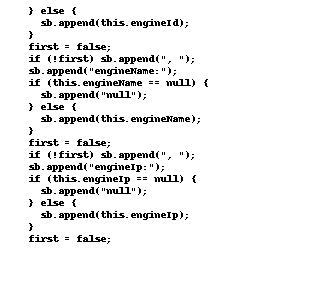 } else {
sb.append(this.engineId);
}
first = false;
if (!first) sb.append(", ");
sb.append("engineName:");
if (this.engineName == null) {
sb.append("null");
} else {
sb.append(this.engineName);
}
first = false;
if (!first) sb.append(", ");
sb.append("engineIp:");
if (this.engineIp == null) {
sb.append("null");
} else {
sb.append(this.engineIp);
}
first = false;